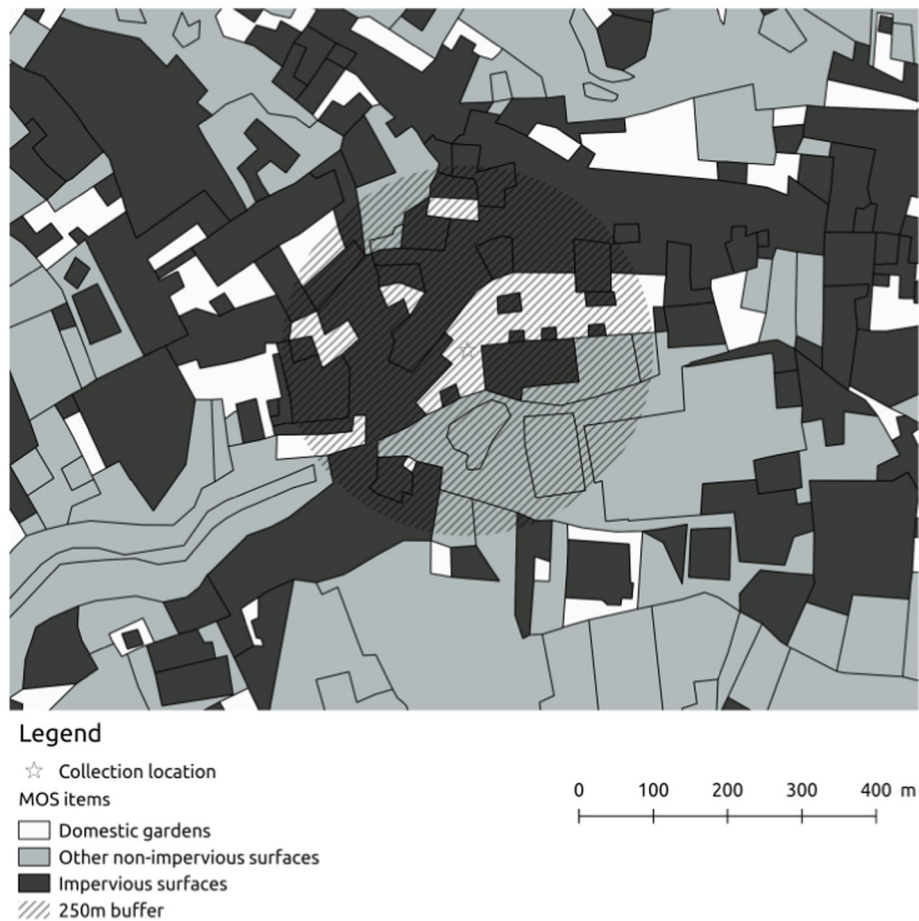 Legend
Collection location
MOS items
Domestic gardens
Other non-impervious surfaces
Impervious surfaces
250m buffer
0 100 200 300 400 m